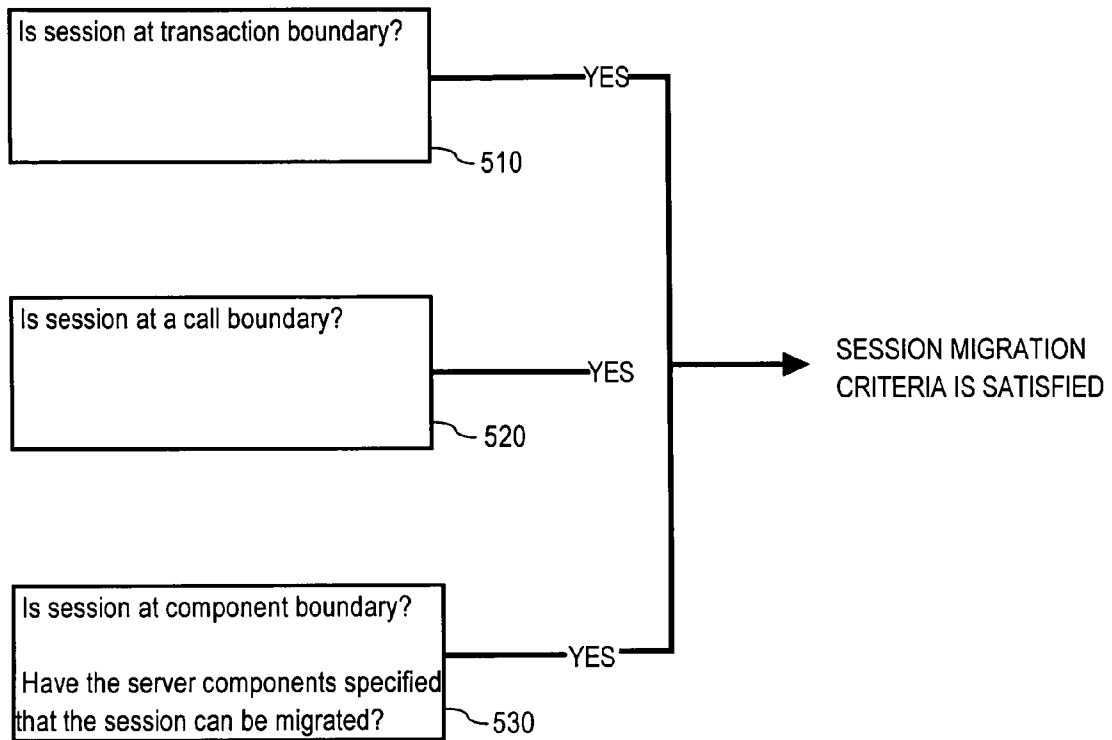 Is session at transaction boundary?
YES
510
Is session at a call boundary?
YES
520
SESSION MIGRATION
CRITERIA IS SATISFIED
Is session at component boundary?
YES
Have the server components specified
that the session can be migrated?
530